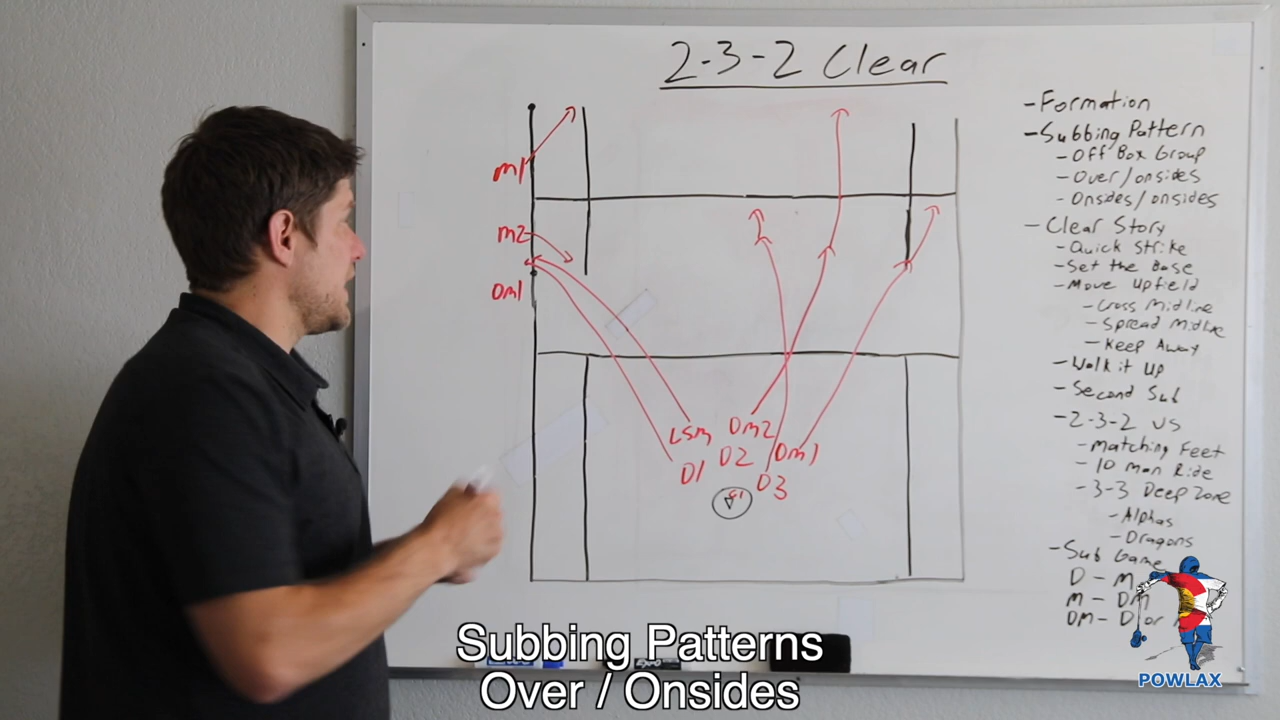 2-3-2 Clear
- Formation
- Subbing Pattern
- Off Box Group
- Over/onsides
- Onsides/onsides
- Clear Story
- Quick Strike
- Set the Base
- Move Upfield
- Cross Midline
- Spread Midline
- Keep Away
- Walk it Up
- Second Sub
- 2-3-2 vs
- Matching Feet
- 10 Man Ride
- 3-3 Deep Zone
- Alphas
- Dragons
- Sub Game
D - M
M - DM
DM - D or
M1
M2
DM1
LSM DM2
D1 D2 DM1
G1 D3
EXPO
Subbing Patterns
Over / Onsides
POWLAX